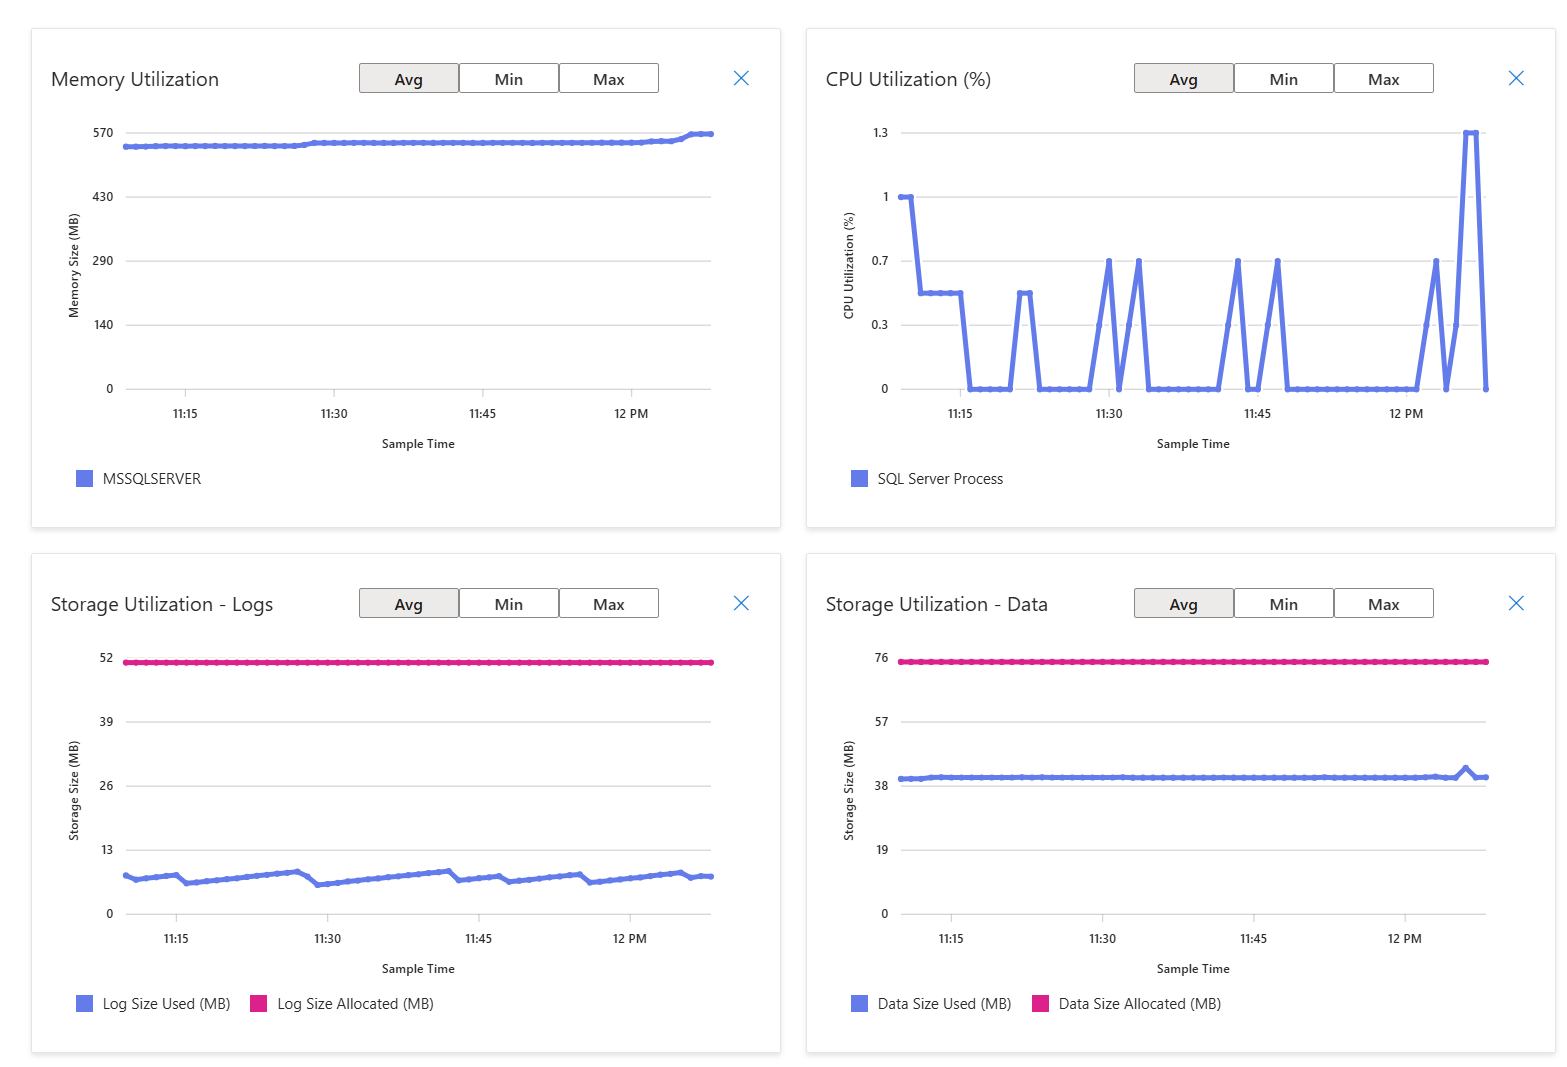 Memory Utilization
Avg Min Max
570
430
290
140
0
Memory Size (MB)
11:15 11:30 11:45 12 PM
Sample Time
MSSQLSERVER
CPU Utilization (%)
Avg Min Max
1.3
1
0.7
0.3
0
CPU Utilization (%)
11:15 11:30 11:45 12 PM
Sample Time
SQL Server Process
Storage Utilization - Logs
Avg Min Max
52
39
26
13
0
Storage Size (MB)
11:15 11:30 11:45 12 PM
Sample Time
Log Size Used (MB) Log Size Allocated (MB)
Storage Utilization - Data
Avg Min Max
76
57
38
19
0
Storage Size (MB)
11:15 11:30 11:45 12 PM
Sample Time
Data Size Used (MB) Data Size Allocated (MB)